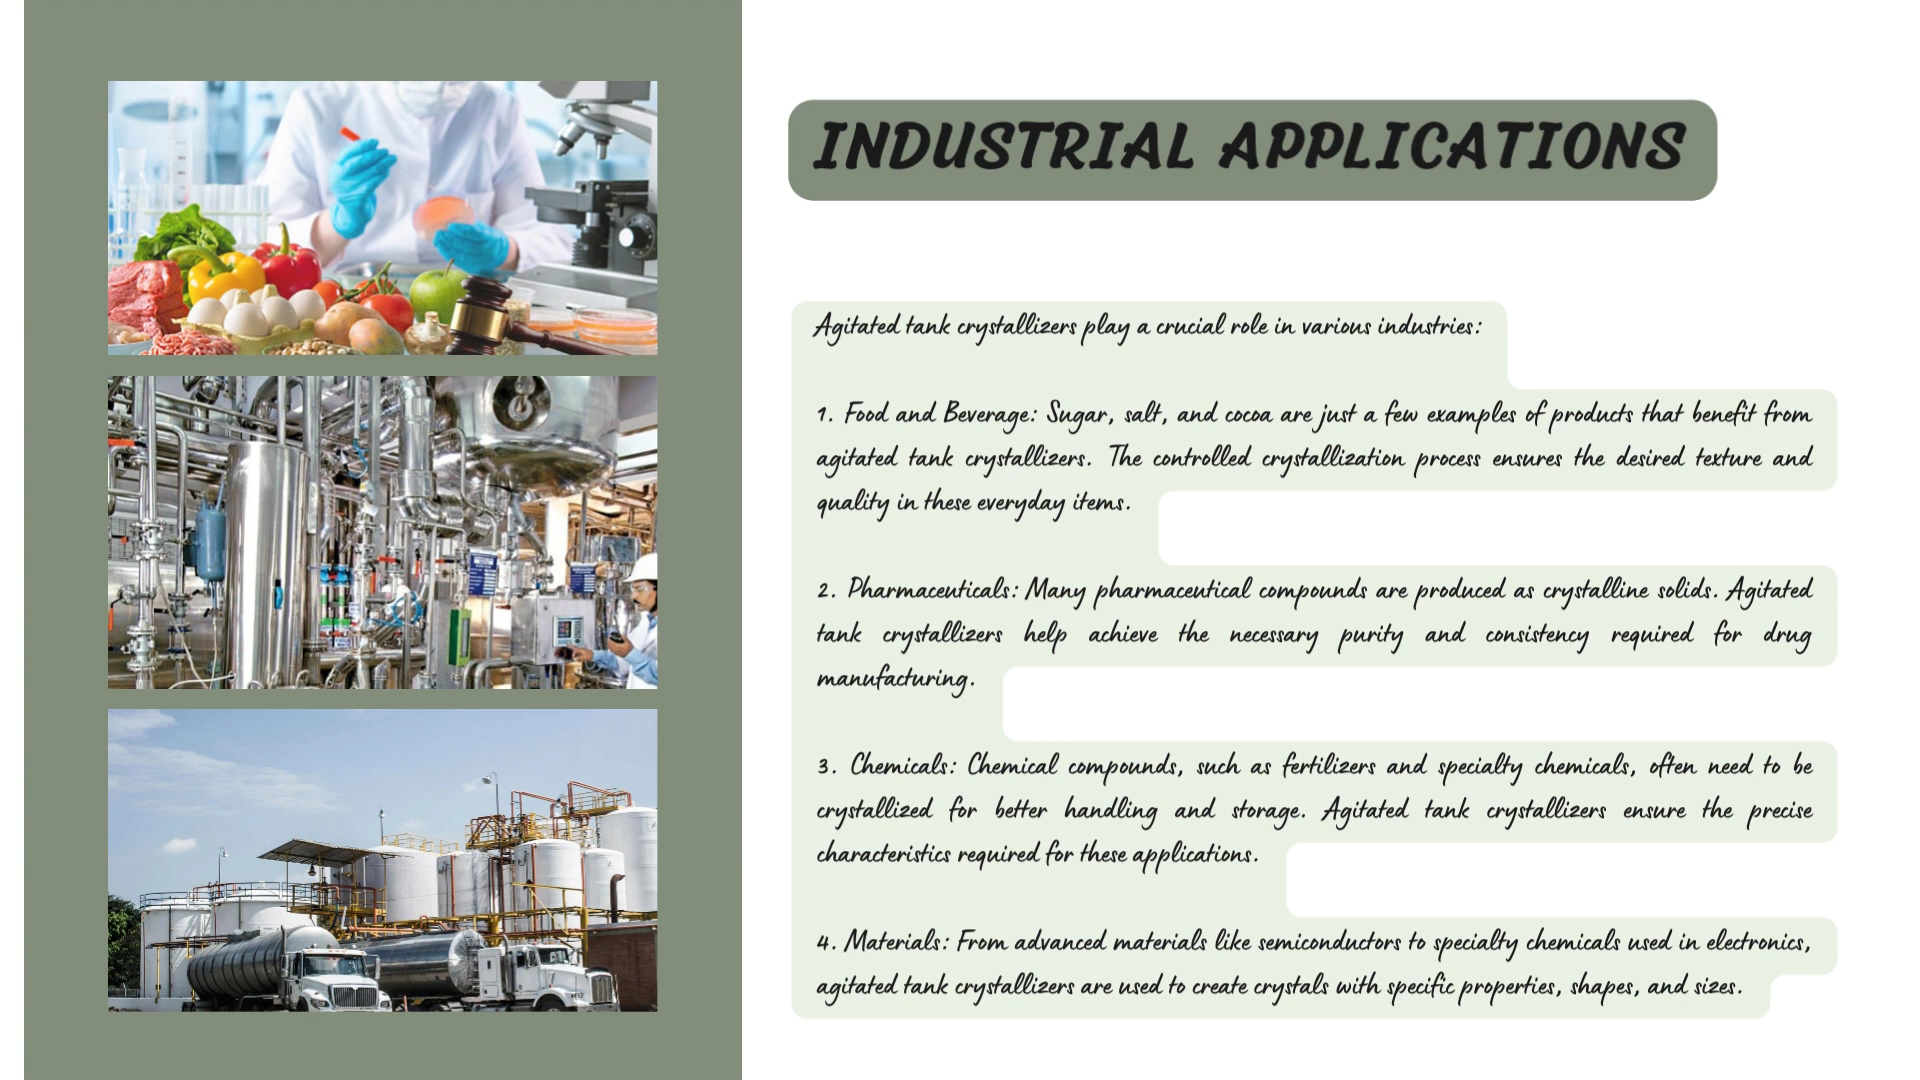 INDUSTRIAL APPLICATIONS
Agitated tank crystallizers play a crucial role in various industries:
1. Food and Beverage: Sugar, salt, and cocoa are just a few examples of products that benefit from
agitated tank crystallizers. The controlled crystallization process ensures the desired texture and
quality in these everyday items.
2. Pharmaceuticals: Many pharmaceutical compounds are produced as crystalline solids. Agitated
tank crystallizers help achieve the necessary purity and consistency required for drug
manufacturing.
3. Chemicals: Chemical compounds, such as fertilizers and specialty chemicals, often need to be
crystallized for better handling and storage. Agitated tank crystallizers ensure the precise
characteristics required for these applications.
4. Materials: From advanced materials like semiconductors to specialty chemicals used in electronics,
agitated tank crystallizers are used to create crystals with specific properties, shapes, and sizes.